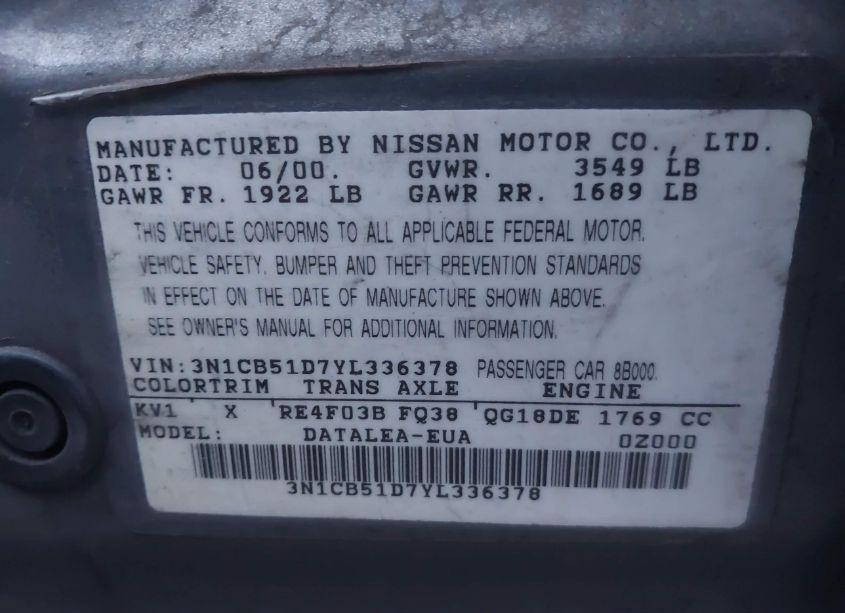 MANUFACTURED BY NISSAN MOTOR CO., LTD.
DATE: 06/00. GVWR. 3549 LB
GAWR FR. 1922 LB GAWR RR. 1689 LB
THIS VEHICLE CONFORMS TO ALL APPLICABLE FEDERAL MOTOR.
VEHICLE SAFETY, BUMPER AND THEFT PREVENTION STANDARDS
IN EFFECT ON THE DATE OF MANUFACTURE SHOWN ABOVE.
SEE OWNER'S MANUAL FOR ADDITIONAL INFORMATION.
VIN:3N1CB51D7YL336378 PASSENGER CAR 8B000.
COLORTRIM TRANS AXLE ENGINE
KV1 X RE4F03B FQ38 QG18DE 1769 CC
MODEL: DATALEA-EUA 0Z000
3N1CB51D7YL336378